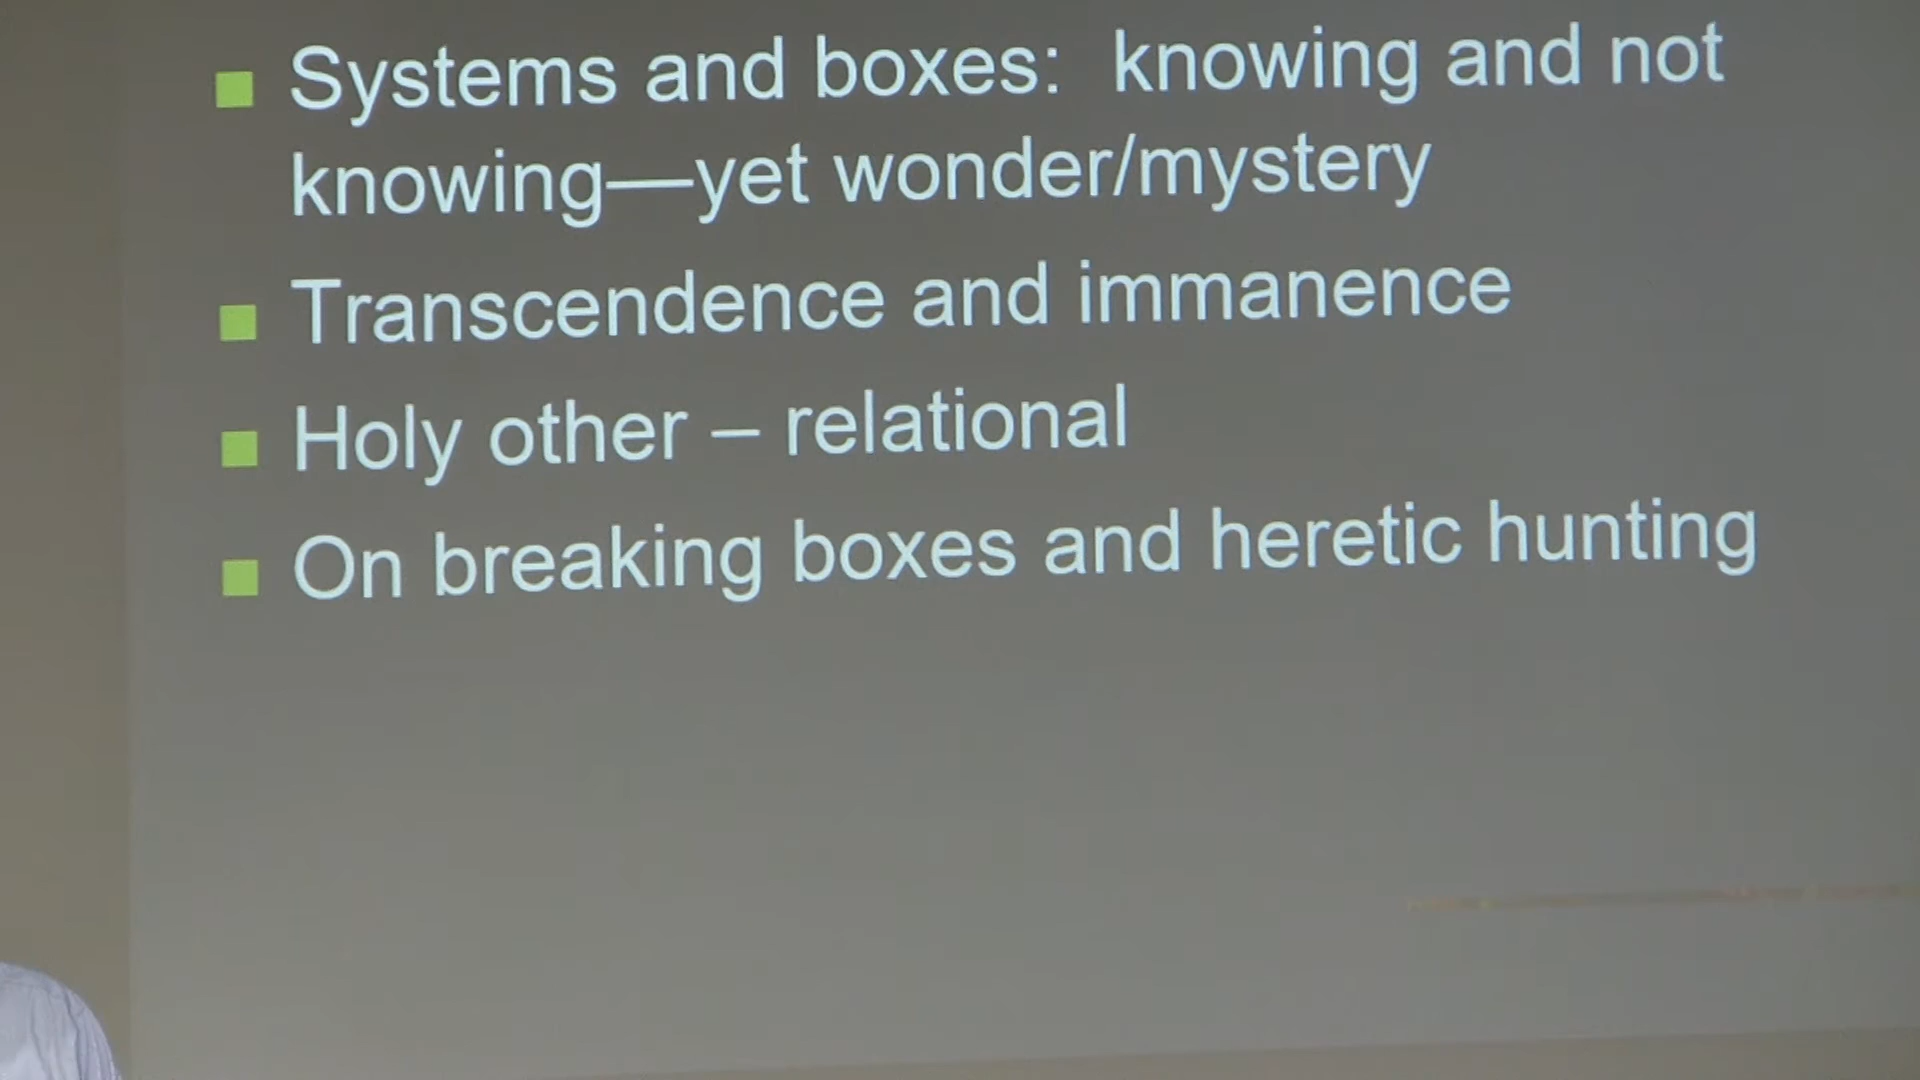 Systems and boxes: knowing and not
knowing—yet wonder/mystery
Transcendence and immanence
Holy other – relational
On breaking boxes and heretic hunting